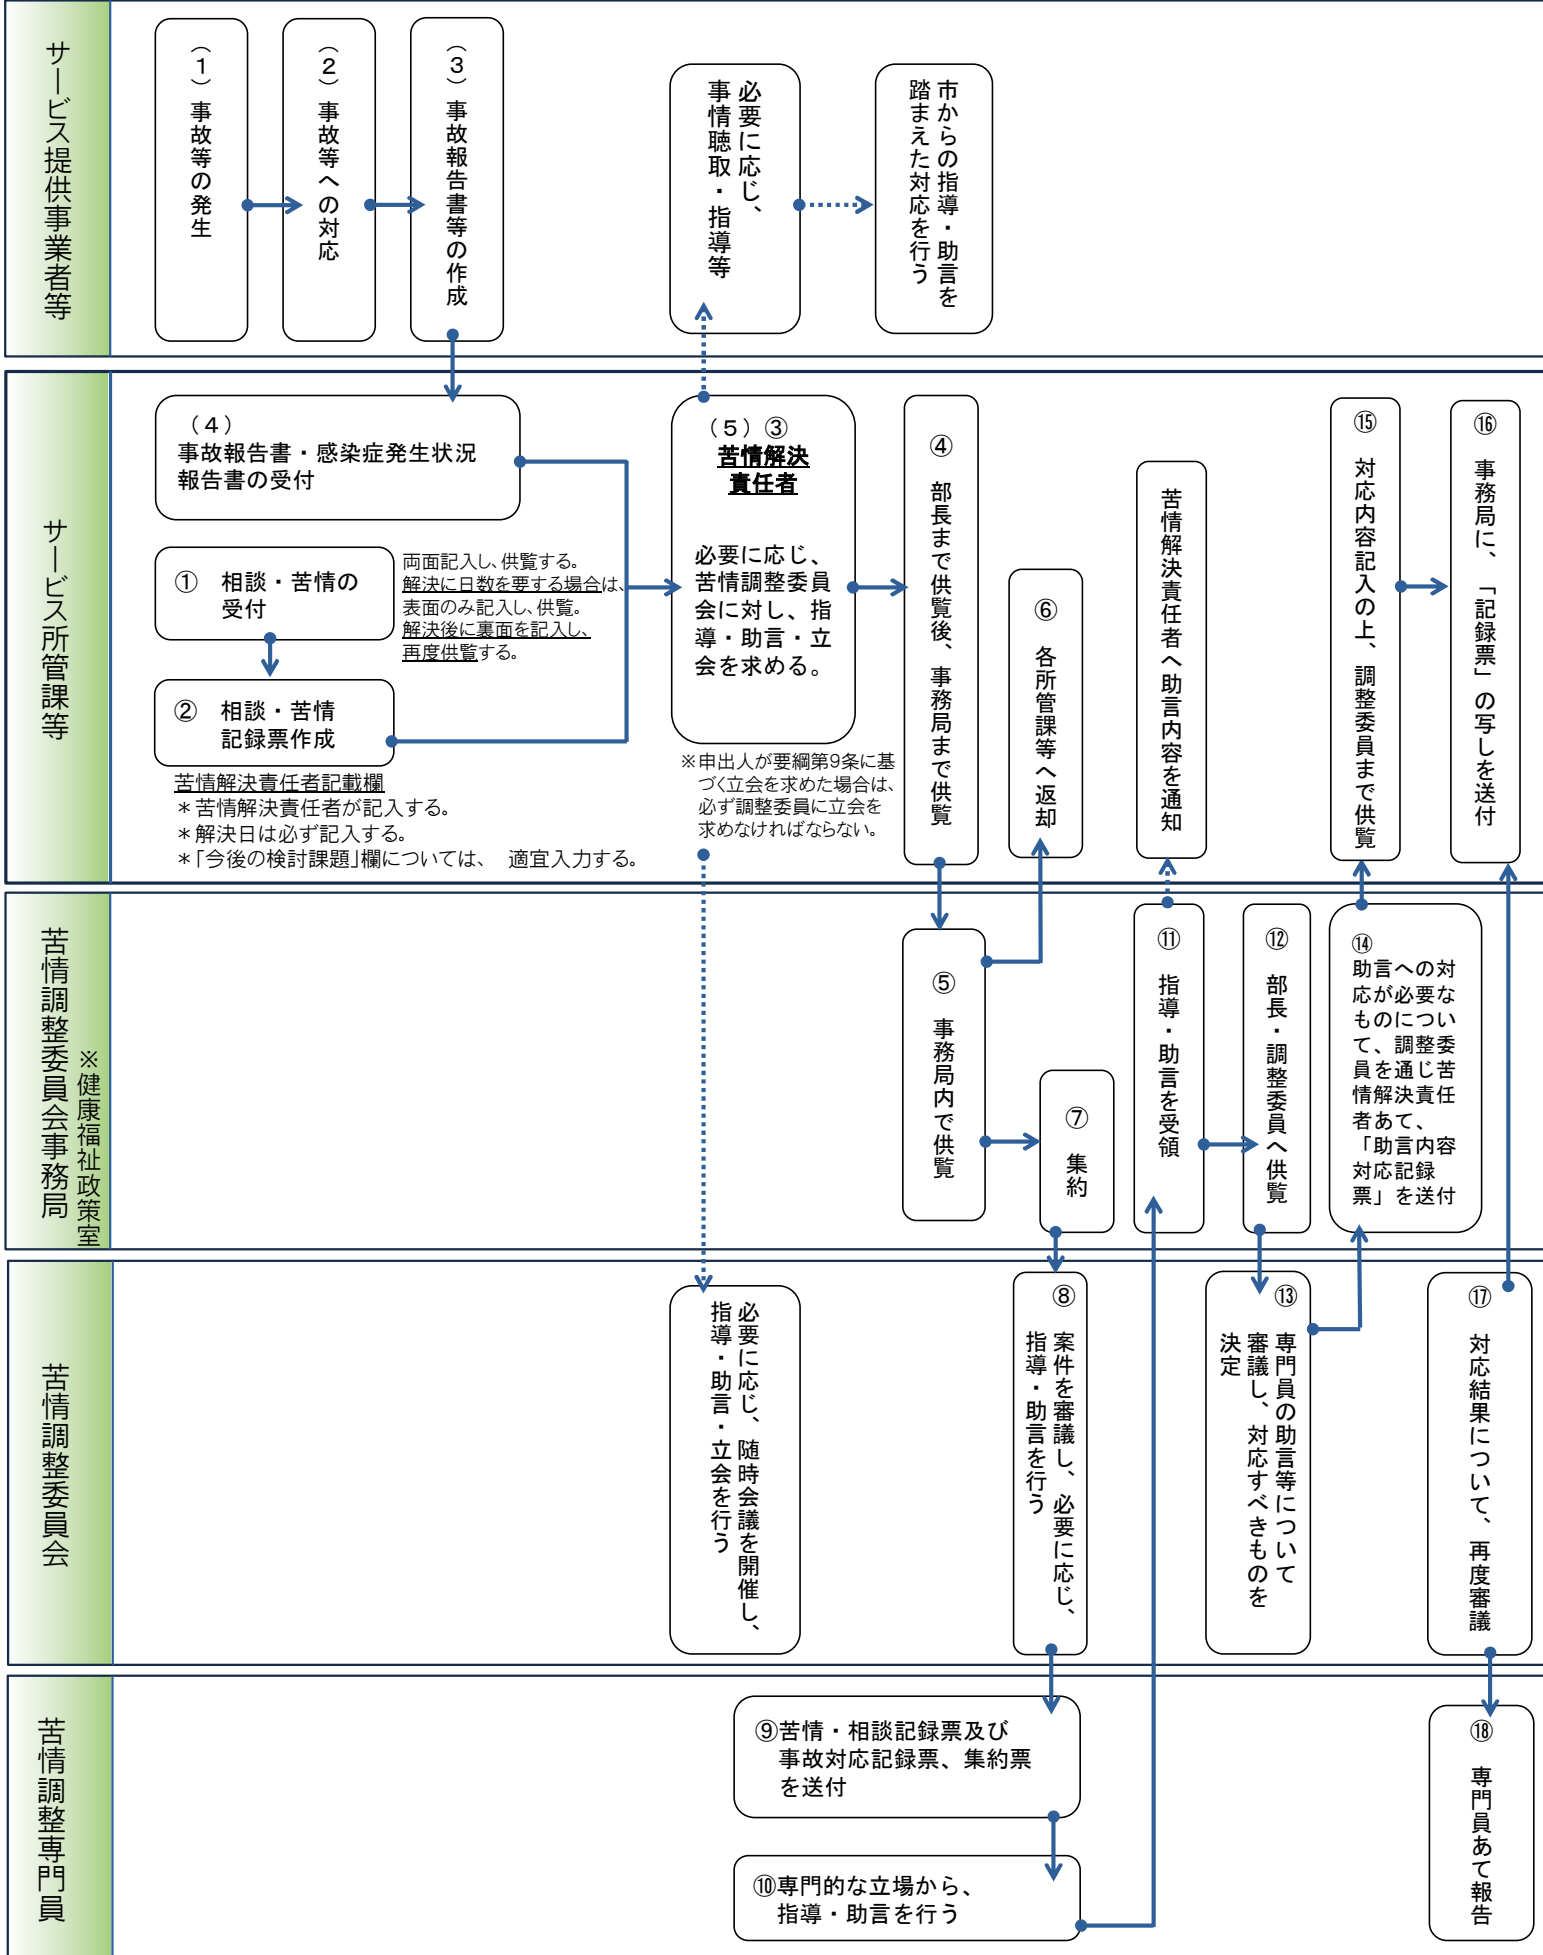 サービス提供事業者等
（１）事故等の発生
（２）事故等への対応
（３）事故報告書等の作成
必要に応じ、
事情聴取・指導等
市からの指導・助言を
踏まえた対応を行う
サービス所管課等
（４）
事故報告書・感染症発生状況
報告書の受付
① 相談・苦情の
受付
両面記入し、供覧する。
解決に日数を要する場合は、
表面のみ記入し、供覧。
解決後に裏面を記入し、
再度供覧する。
② 相談・苦情
記録票作成
苦情解決責任者記載欄
＊苦情解決責任者が記入する。
＊解決日は必ず記入する。
＊「今後の検討課題」欄については、　適宜入力する。
（５）③
苦情解決
責任者
必要に応じ、
苦情調整委員
会に対し、指
導・助言・立
会を求める。
※申出人が要綱第9条に基
づく立会を求めた場合は、
必ず調整委員に立会を
求めなければならない。
④ 部長まで供覧後、事務局まで供覧
⑥ 各所管課等へ返却
苦情解決責任者へ助言内容を通知
⑮ 対応内容記入の上、調整委員まで供覧
⑯ 事務局に、「記録票」の写しを送付
苦情調整委員会事務局
※健康福祉政策室
⑤ 事務局内で供覧
⑦ 集約
⑪ 指導・助言を受領
⑫ 部長・調整委員へ供覧
⑭
助言への対
応が必要な
ものについ
て、調整委
員を通じ苦
情解決責任
者あて、
「助言内容
対応記録
票」を送付
苦情調整委員会
必要に応じ、随時会議を開催し、
指導・助言・立会を行う
⑧ 案件を審議し、必要に応じ、
指導・助言を行う
⑬ 専門員の助言等について
審議し、対応すべきものを
決定
⑰ 対応結果について、再度審議
苦情調整専門員
⑨苦情・相談記録票及び
事故対応記録票、集約票
を送付
⑩専門的な立場から、
指導・助言を行う
⑱ 専門員あて報告